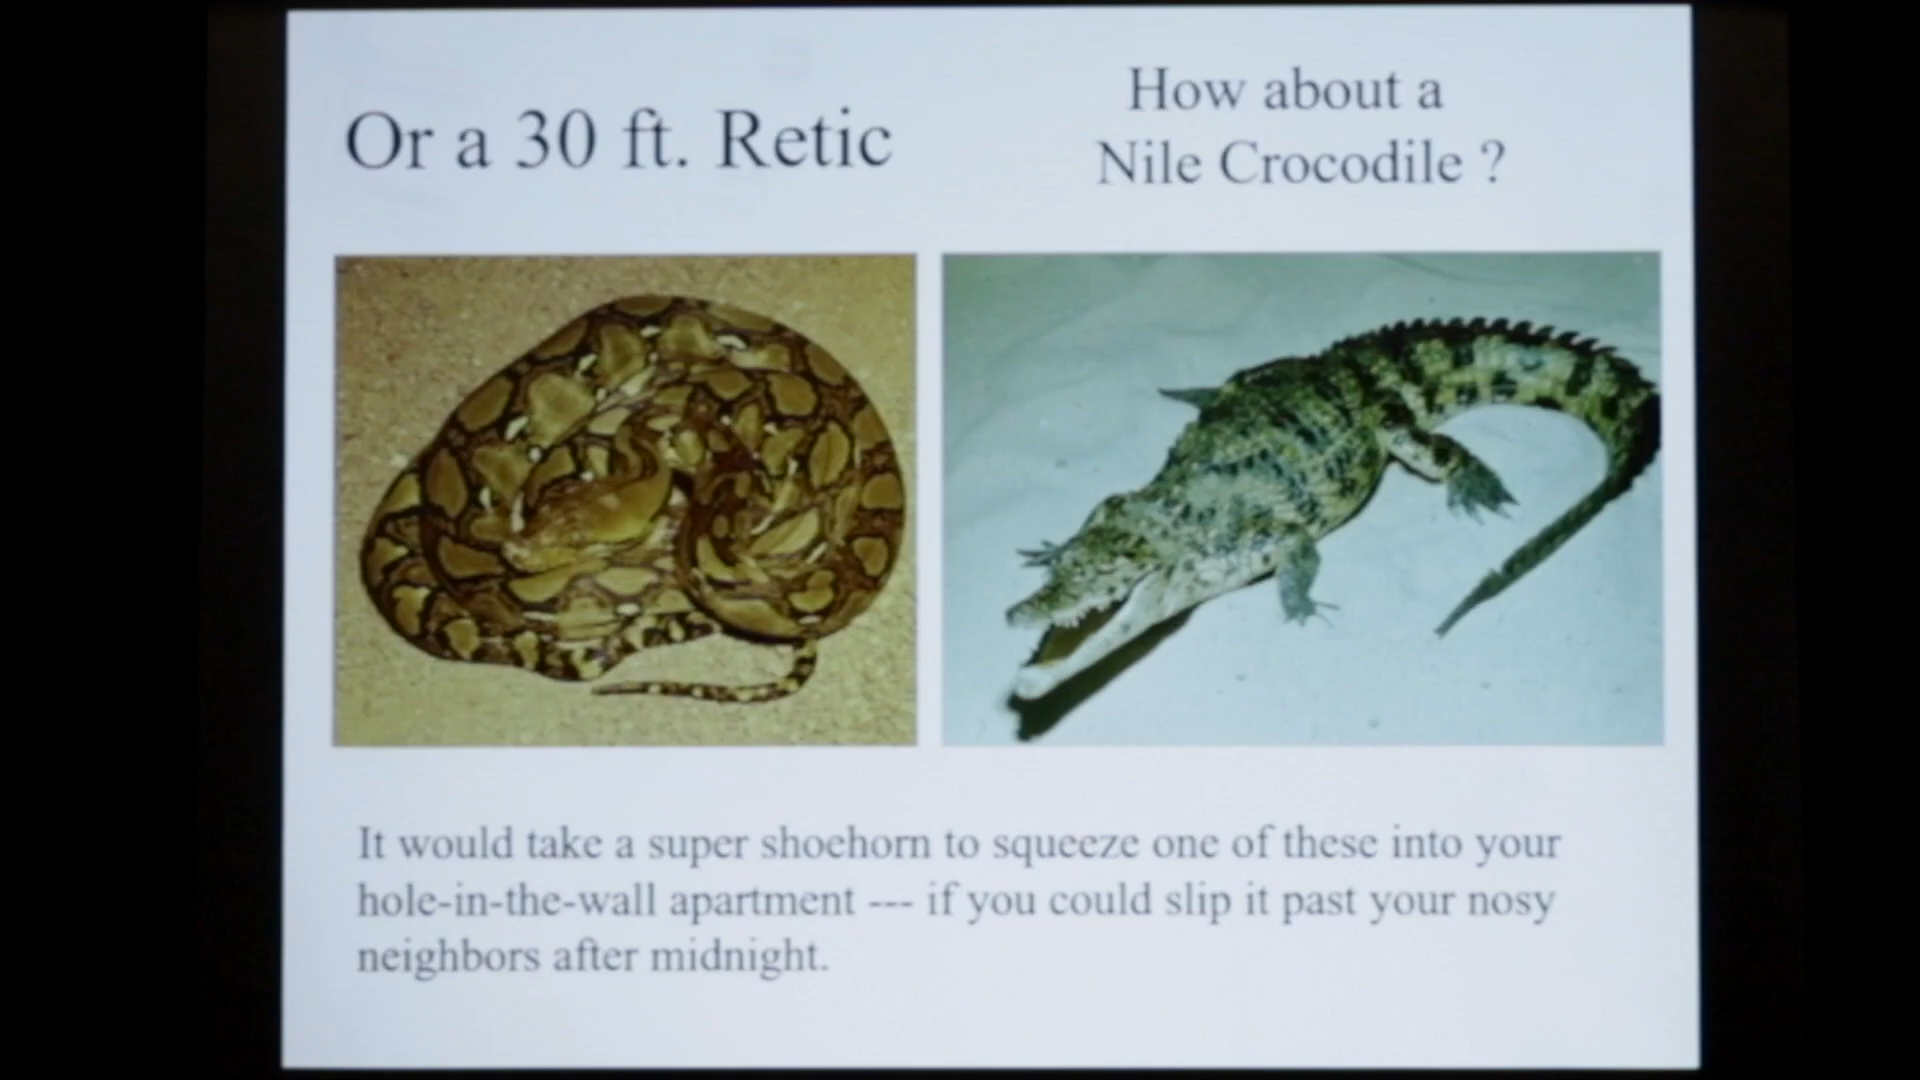 Or a 30 ft. Retic
How about a
Nile Crocodile ?
It would take a super shoehorn to squeeze one of these into your
hole-in-the-wall apartment --- if you could slip it past your nosy
neighbors after midnight.